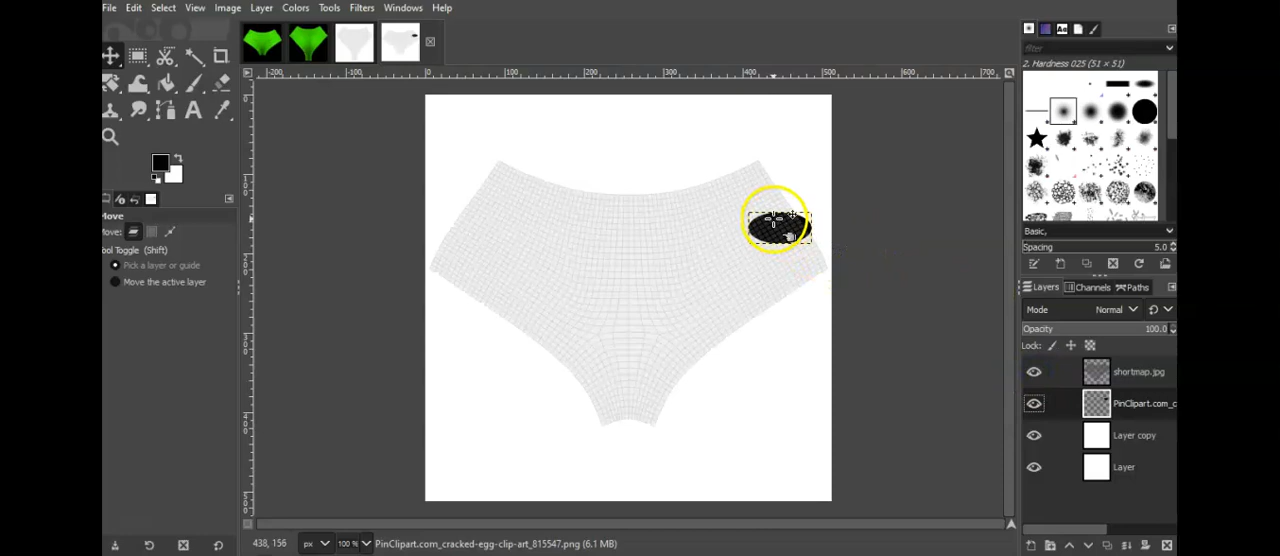 File Edit Select View Image Layer Colors Tools Filters Windows Help
filter
2. Hardness 025 (51 × 51)
-200 -100 0 100 200 300 400 500 600 700
Basic,
Spacing 5.0
Move
Move:
Tool Toggle (Shift)
Pick a layer or guide
Move the active layer
Layers Channels Paths
Mode Normal
Opacity 100.0
Lock:
shortmap.jpg
PinClipart.com_c
Layer copy
Layer
438, 156 px 100 % PinClipart.com_cracked-egg-clip-art_815547.png (6.1 MB)